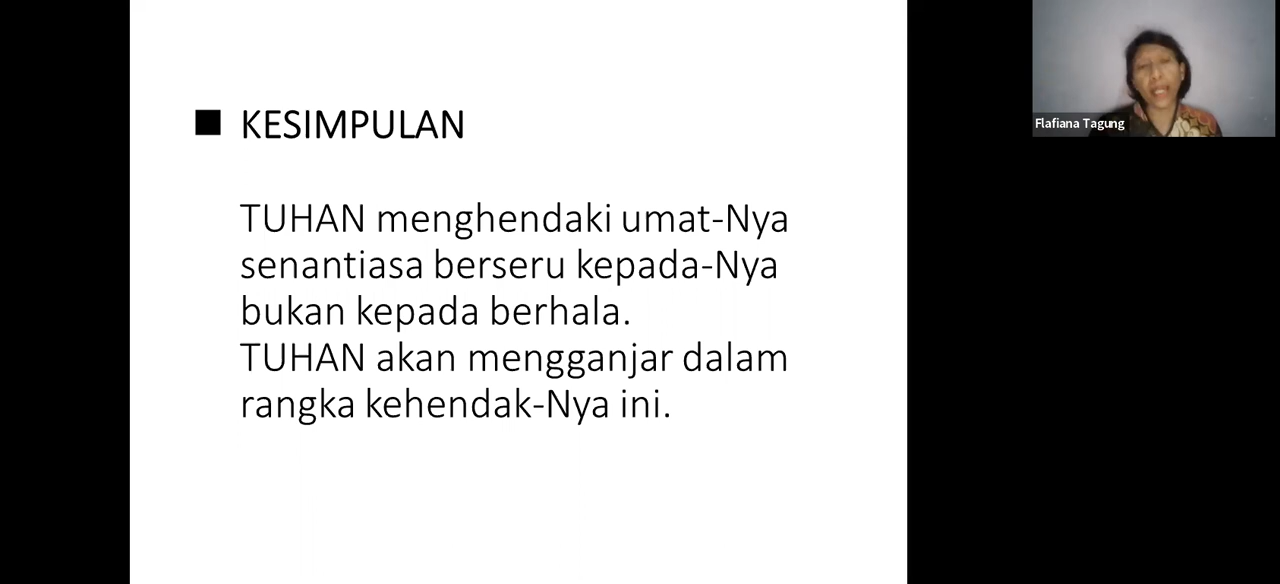 KESIMPULAN
TUHAN menghendaki umat-Nya
senantiasa berseru kepada-Nya
bukan kepada berhala.
TUHAN akan mengganjar dalam
rangka kehendak-Nya ini.
Flafiana Tagung